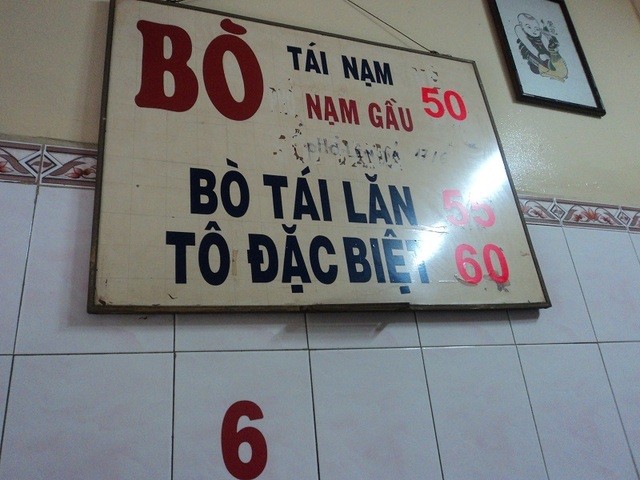 BÒ TÁI NẠM
NẠM GẦU 50
BÒ TÁI LĂN 55
TÔ ĐẶC BIỆT 60
6